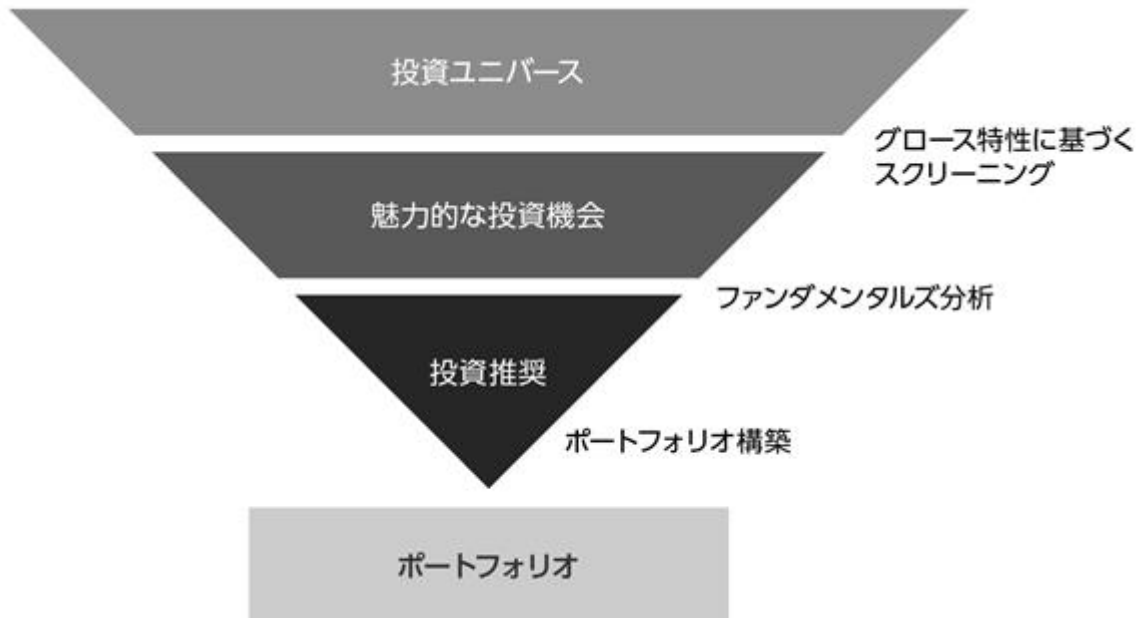 投資ユニバース
グロース特性に基づく
スクリーニング
魅力的な投資機会
ファンダメンタルズ分析
投資推奨
ポートフォリオ構築
ポートフォリオ